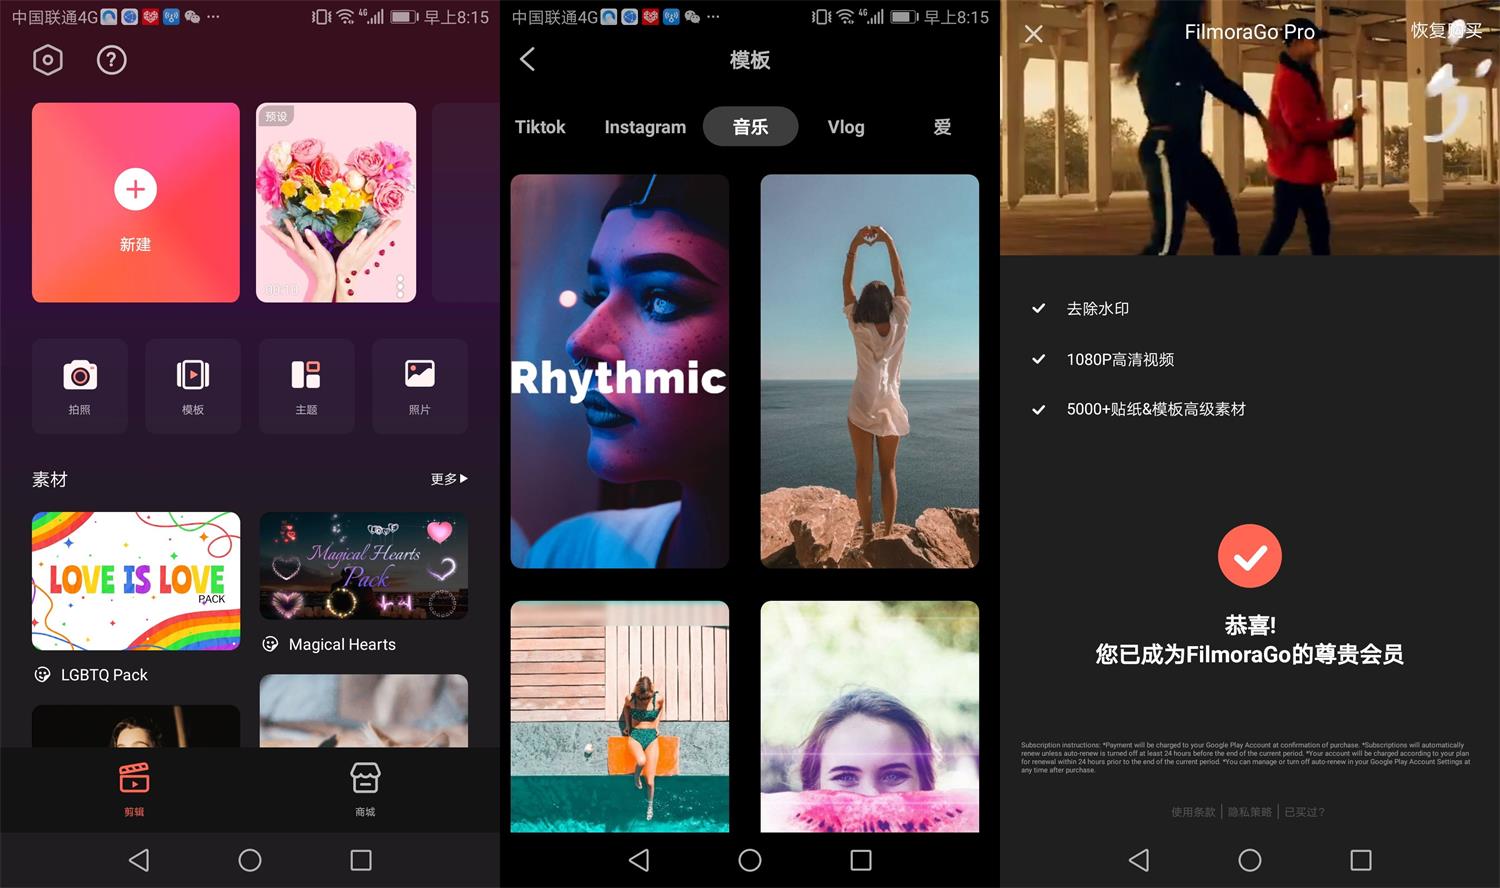 中国联通4G
4G
早上8:15
新建
预设
00:10
拍照
模板
主题
照片
素材
更多
LOVE IS LOVE
PACK
LGBTQ Pack
Magical Hearts
Pack
Magical Hearts
剪辑
商城
中国联通4G
4G
早上8:15
模板
Tiktok
Instagram
音乐
Vlog
爱
Rhythmic
FilmoraGo Pro
恢复购买
去除水印
1080P高清视频
5000+贴纸&模板高级素材
恭喜!
您已成为FilmoraGo的尊贵会员
Subscription instructions: *Payment will be charged to your Google Play Account at confirmation of purchase. *Subscriptions will automatically
renew unless auto-renew is turned off at least 24 hours before the end of the current period. *Your account will be charged according to your plan
for renewal within 24 hours prior to the end of the current period. *You can manage or turn off auto-renew in your Google Play Account Settings at
any time after purchase.
使用条款 | 隐私策略 | 已买过?